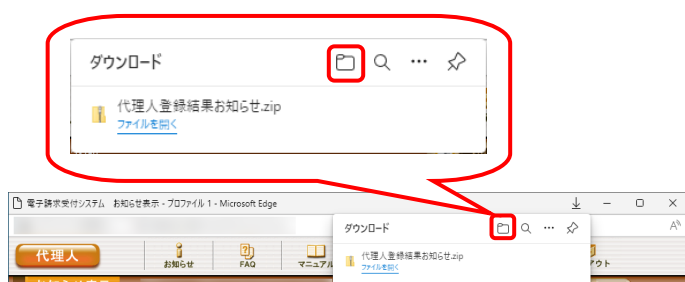 ダウンロード
代理人登録結果お知らせ.zip
ファイルを開く
電子請求受付システム お知らせ表示 - プロファイル 1 - Microsoft Edge
ダウンロード
代理人
お知らせ
FAQ
マニュアル
代理人登録結果お知らせ.zip
ファイルを開く
アウト